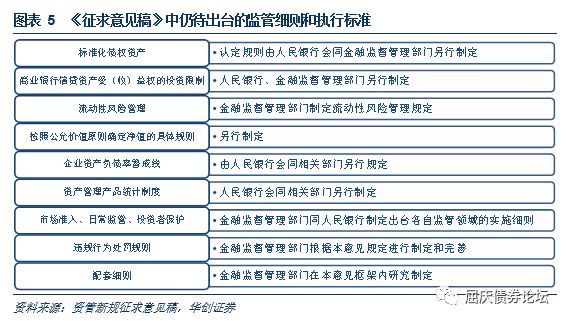 图表 5 《征求意见稿》中仍待出台的监管细则和执行标准
标准化债权资产
• 认定规则由人民银行会同金融监督管理部门另行制定
商业银行信贷资产受（收）益权的投资限制
• 人民银行、金融监督管理部门另行制定
流动性风险管理
• 金融监督管理部门制定流动性风险管理规定
按照公允价值原则确定净值的具体规则
• 另行制定
企业资产负债率警戒线
• 由人民银行会同相关部门另行规定
资产管理产品统计制度
• 人民银行会同相关部门另行制定
市场准入、日常监管、投资者保护
• 金融监督管理部门同人民银行制定出台各自监管领域的实施细则
违规行为处罚规则
• 金融监督管理部门根据本意见规定进行制定和完善
配套细则
• 金融监督管理部门在本意见框架内研究制定
屈庆债券论坛
资料来源：资管新规征求意见稿，华创证券